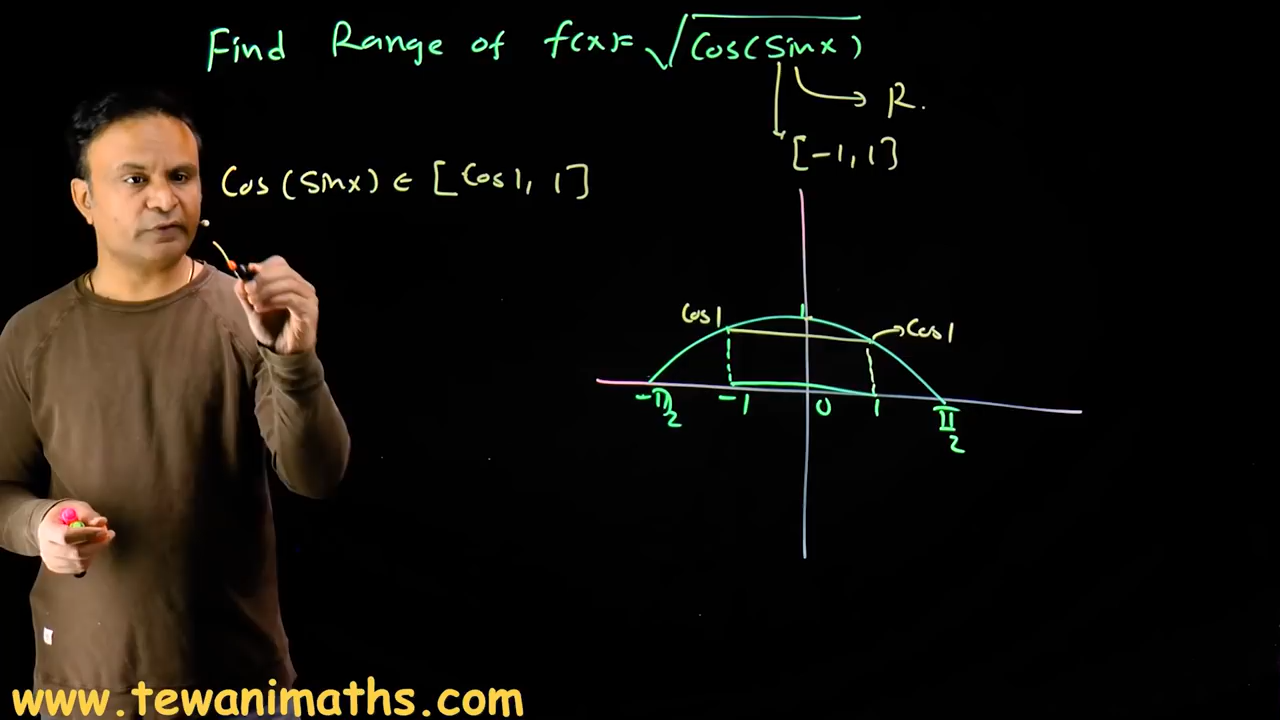 Find Range of f(x)= √Cos(Sinx)
R.
[-1, 1]
Cos (Sinx) ∈ [Cos1, 1]
1
Cos1
Cos1
-π/2 -1 0 1 π/2
www.tewanimaths.com